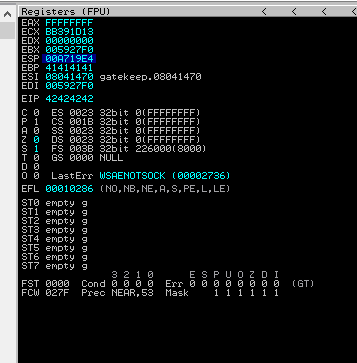 Registers (FPU) < < < <
EAX FFFFFFFF
ECX BB391D13
EDX 00000000
EBX 005927F0
ESP 00A719E4
EBP 41414141
ESI 08041470 gatekeep.08041470
EDI 005927F0
EIP 42424242
C 0 ES 0023 32bit 0(FFFFFFFF)
P 1 CS 001B 32bit 0(FFFFFFFF)
A 0 SS 0023 32bit 0(FFFFFFFF)
Z 0 DS 0023 32bit 0(FFFFFFFF)
S 1 FS 003B 32bit 226000(8000)
T 0 GS 0000 NULL
D 0
O 0 LastErr WSAENOTSOCK (00002736)
EFL 00010286 (NO,NB,NE,A,S,PE,L,LE)
ST0 empty g
ST1 empty g
ST2 empty g
ST3 empty g
ST4 empty g
ST5 empty g
ST6 empty g
ST7 empty g
3 2 1 0 E S P U O Z D I
FST 0000 Cond 0 0 0 0 Err 0 0 0 0 0 0 0 0 (GT)
FCW 027F Prec NEAR,53 Mask 1 1 1 1 1 1